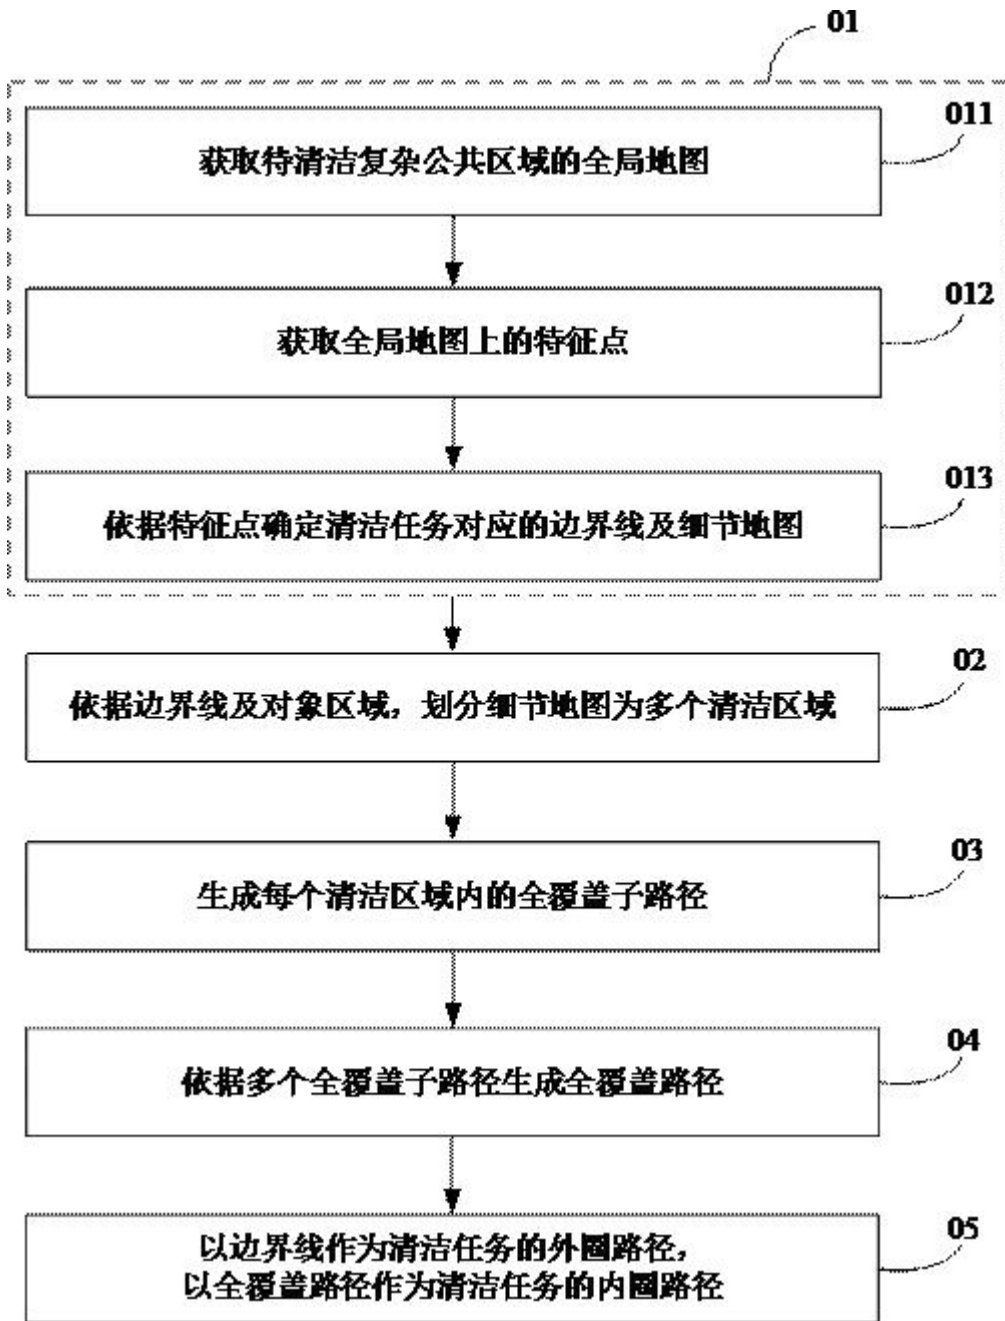 01
011
获取待清洁复杂公共区域的全局地图
012
获取全局地图上的特征点
013
依据特征点确定清洁任务对应的边界线及细节地图
02
依据边界线及对象区域，划分细节地图为多个清洁区域
03
生成每个清洁区域内的全覆盖子路径
04
依据多个全覆盖子路径生成全覆盖路径
05
以边界线作为清洁任务的外圈路径，
以全覆盖路径作为清洁任务的内圈路径